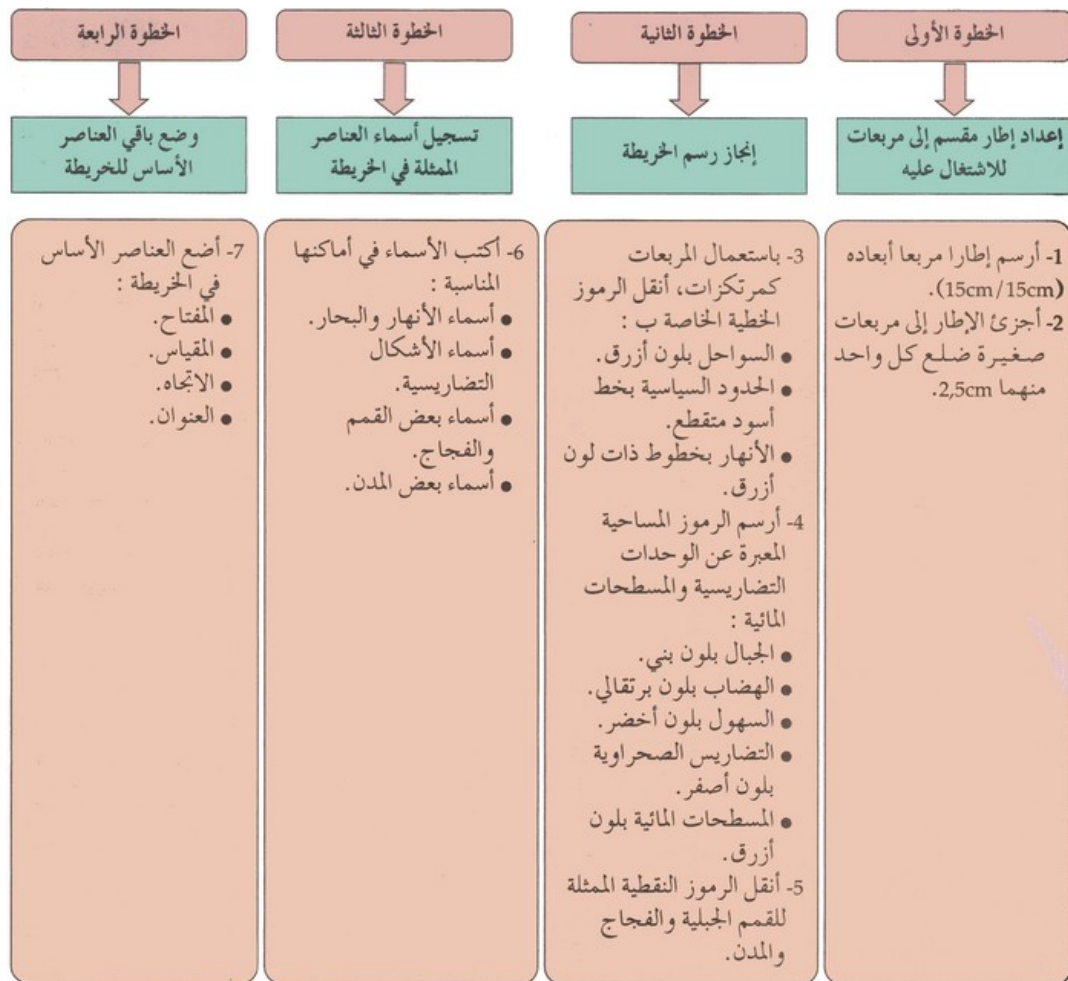 الخطوة الأولى
إعداد إطار مقسم إلى مربعات
للاشتغال عليه
1- أرسم إطارا مربعا أبعاده
(15cm/15cm).
2- أجزئ الإطار إلى مربعات
صغيرة ضلع كل واحد
منهما 2,5cm.
الخطوة الثانية
إنجاز رسم الخريطة
3- باستعمال المربعات
كمرتكزات، أنقل الرموز
الخطية الخاصة ب :
● السواحل بلون أزرق.
● الحدود السياسية بخط
أسود متقطع.
● الأنهار بخطوط ذات لون
أزرق.
4- أرسم الرموز المساحية
المعبرة عن الوحدات
التضاريسية والمسطحات
المائية :
● الجبال بلون بني.
● الهضاب بلون برتقالي.
● السهول بلون أخضر.
● التضاريس الصحراوية
بلون أصفر.
● المسطحات المائية بلون
أزرق.
5- أنقل الرموز النقطية الممثلة
للقمم الجبلية والفجاج
والمدن.
الخطوة الثالثة
تسجيل أسماء العناصر
الممثلة في الخريطة
6- أكتب الأسماء في أماكنها
المناسبة :
● أسماء الأنهار والبحار.
● أسماء الأشكال
التضاريسية.
● أسماء بعض القمم
والفجاج.
● أسماء بعض المدن.
الخطوة الرابعة
وضع باقي العناصر
الأساس للخريطة
7- أضع العناصر الأساس
في الخريطة :
● المفتاح.
● المقياس.
● الاتجاه.
● العنوان.